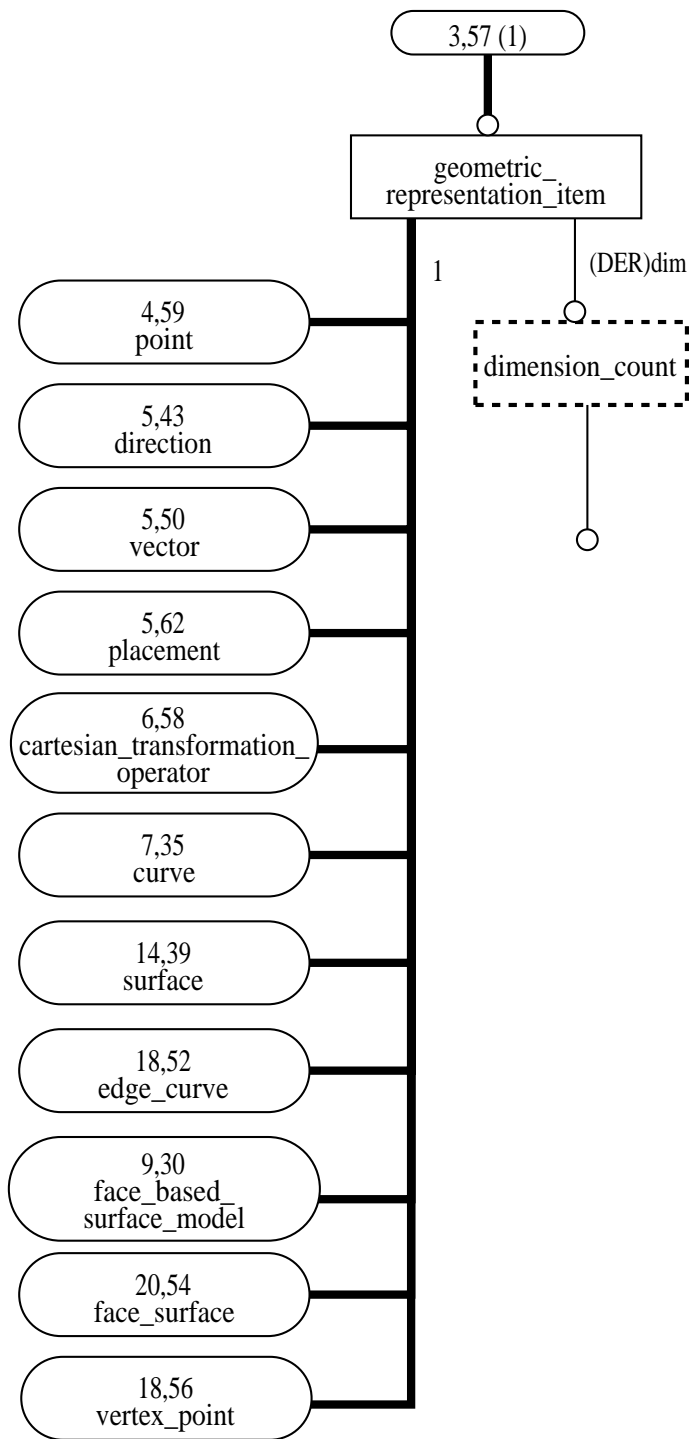 3,57 (1)
geometric_
representation_item
1
(DER)dim
4,59
point
dimension_count
5,43
direction
5,50
vector
5,62
placement
6,58
cartesian_transformation_
operator
7,35
curve
14,39
surface
18,52
edge_curve
9,30
face_based_
surface_model
20,54
face_surface
18,56
vertex_point